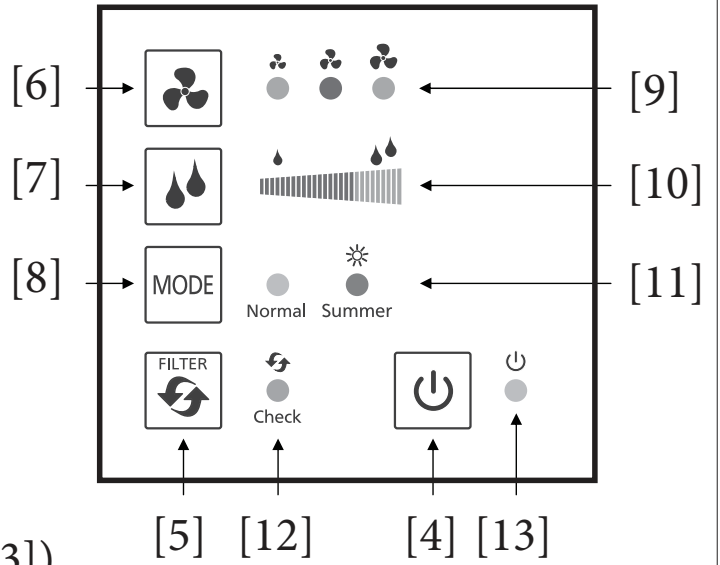 [6] [9]
[7] [10]
[8] MODE Normal Summer [11]
FILTER
Check
[5] [12] [4] [13]
3])